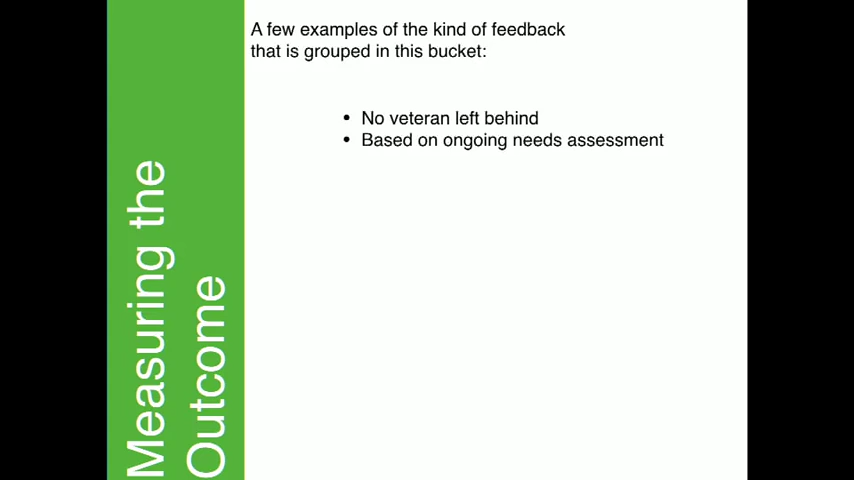 Measuring the
Outcome
A few examples of the kind of feedback
that is grouped in this bucket:
• No veteran left behind
• Based on ongoing needs assessment